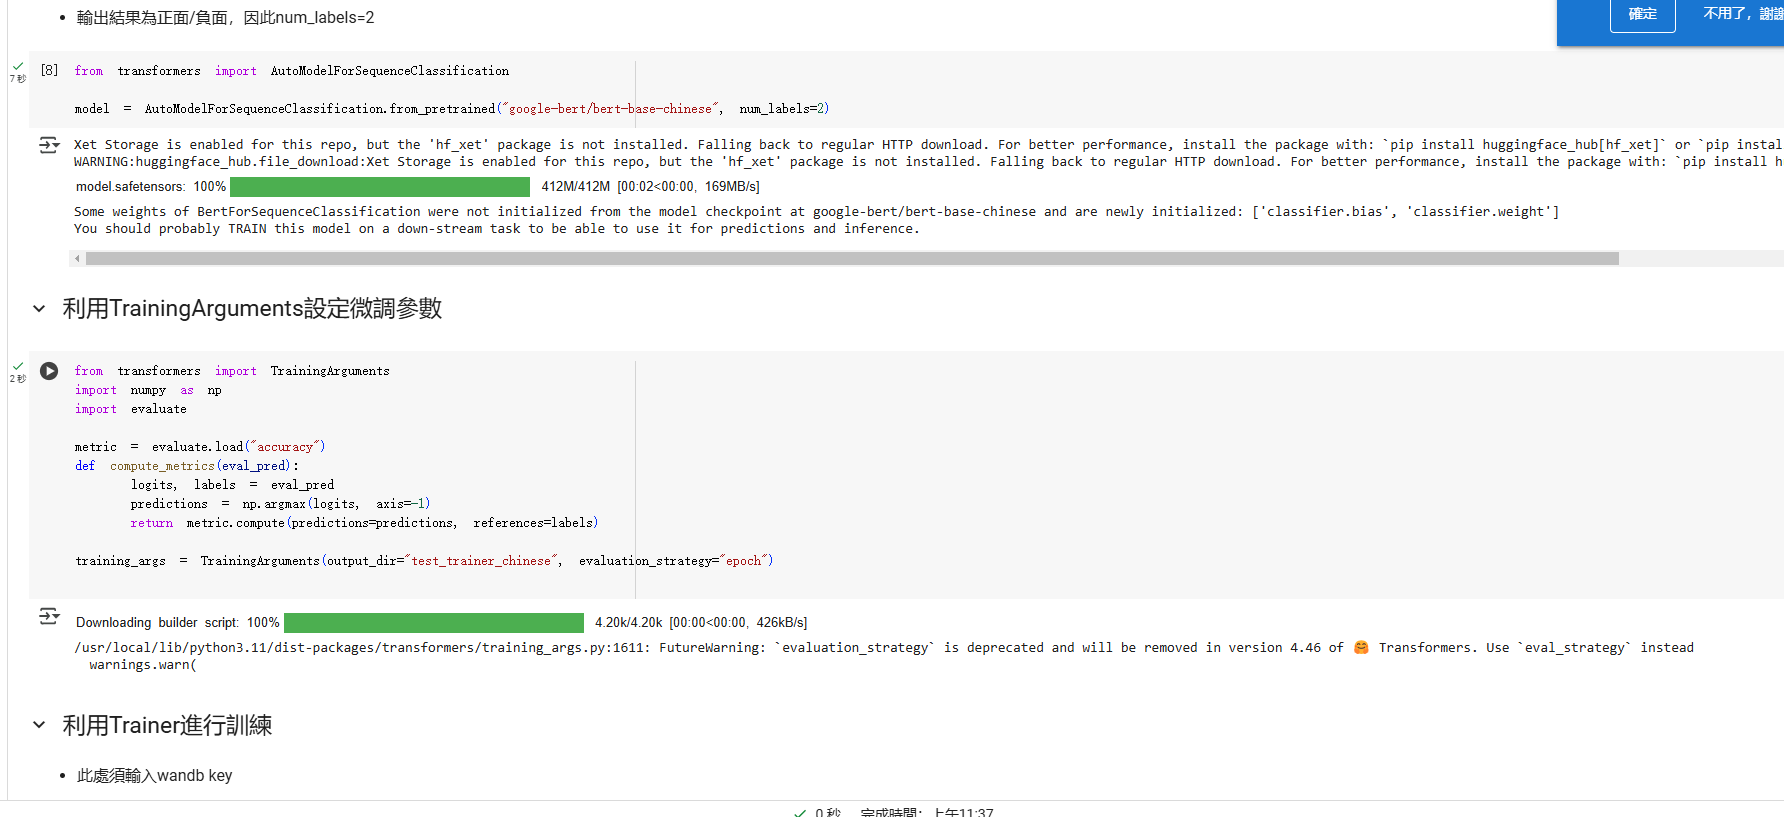 輸出結果為正面/負面，因此num_labels=2
確定 不用了，謝謝
7 秒
[8] from transformers import AutoModelForSequenceClassification
model = AutoModelForSequenceClassification.from_pretrained("google-bert/bert-base-chinese", num_labels=2)
Xet Storage is enabled for this repo, but the 'hf_xet' package is not installed. Falling back to regular HTTP download. For better performance, install the package with: `pip install huggingface_hub[hf_xet]` or `pip instal
WARNING:huggingface_hub.file_download:Xet Storage is enabled for this repo, but the 'hf_xet' package is not installed. Falling back to regular HTTP download. For better performance, install the package with: `pip install h
model.safetensors: 100% 412M/412M [00:02<00:00, 169MB/s]
Some weights of BertForSequenceClassification were not initialized from the model checkpoint at google-bert/bert-base-chinese and are newly initialized: ['classifier.bias', 'classifier.weight']
You should probably TRAIN this model on a down-stream task to be able to use it for predictions and inference.
利用TrainingArguments設定微調參數
2 秒
from transformers import TrainingArguments
import numpy as np
import evaluate
metric = evaluate.load("accuracy")
def compute_metrics(eval_pred):
logits, labels = eval_pred
predictions = np.argmax(logits, axis=-1)
return metric.compute(predictions=predictions, references=labels)
training_args = TrainingArguments(output_dir="test_trainer_chinese", evaluation_strategy="epoch")
Downloading builder script: 100% 4.20k/4.20k [00:00<00:00, 426kB/s]
/usr/local/lib/python3.11/dist-packages/transformers/training_args.py:1611: FutureWarning: `evaluation_strategy` is deprecated and will be removed in version 4.46 of 🤗 Transformers. Use `eval_strategy` instead
warnings.warn(
利用Trainer進行訓練
此處須輸入wandb key
0 秒 完成時間：上午11:37